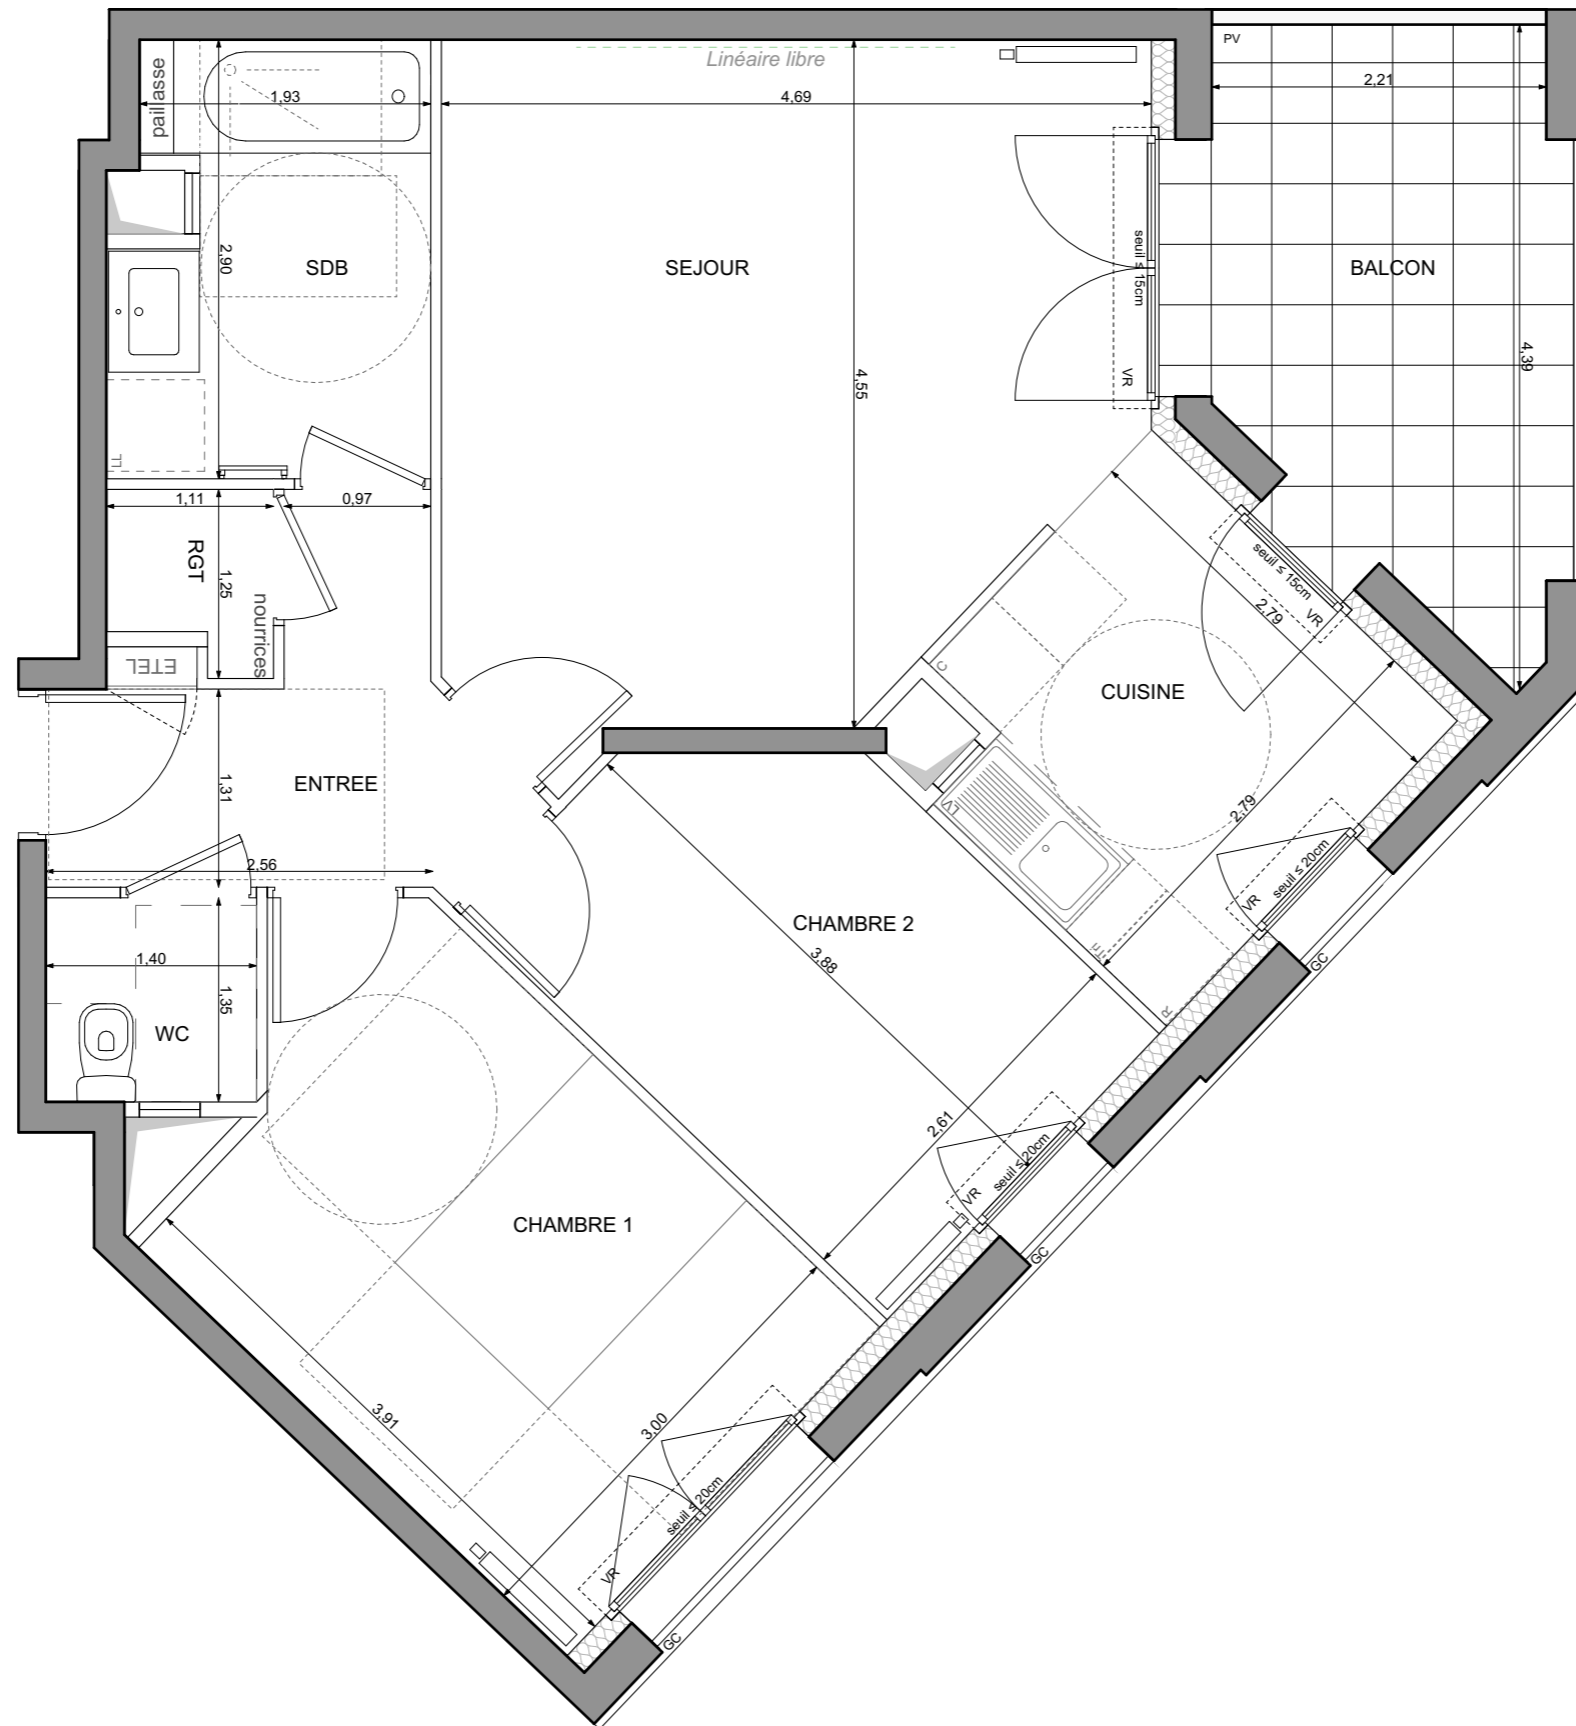 PV
Linéaire libre
paillasse
1,93
4,69
2,21
2,90
SDB
SEJOUR
seuil ≤ 15cm
BALCON
4,39
4,55
VR
LL
1,11
0,97
RGT
1,25
nourrices
seuil ≤ 15cm
VR
2,79
ETEL
C
CUISINE
ENTREE
1,31
LV
2,79
2,56
seuil ≤ 20cm
VR
CHAMBRE 2
3,88
GC
1,40
1,35
WC
R
2,61
seuil ≤ 20cm
VR
CHAMBRE 1
GC
3,91
3,00
seuil ≤ 20cm
VR
GC